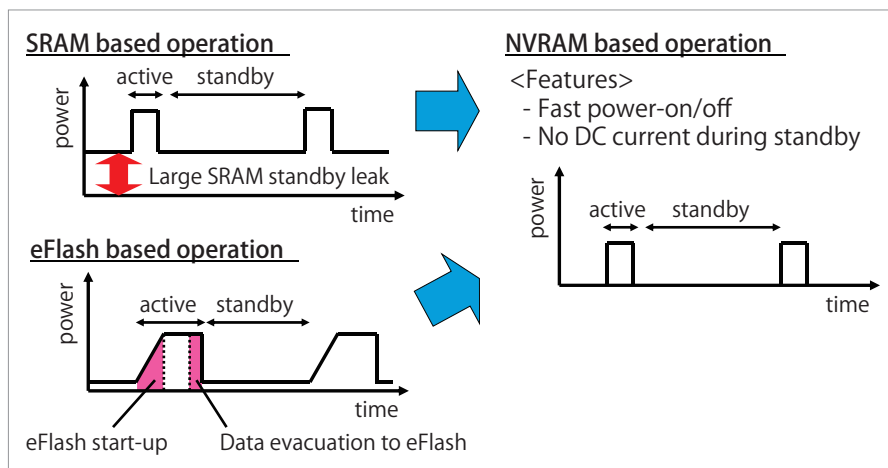 SRAM based operation
active
standby
power
Large SRAM standby leak
time
eFlash based operation
active
standby
power
time
eFlash start-up
Data evacuation to eFlash
NVRAM based operation
<Features>
- Fast power-on/off
- No DC current during standby
active
standby
power
time